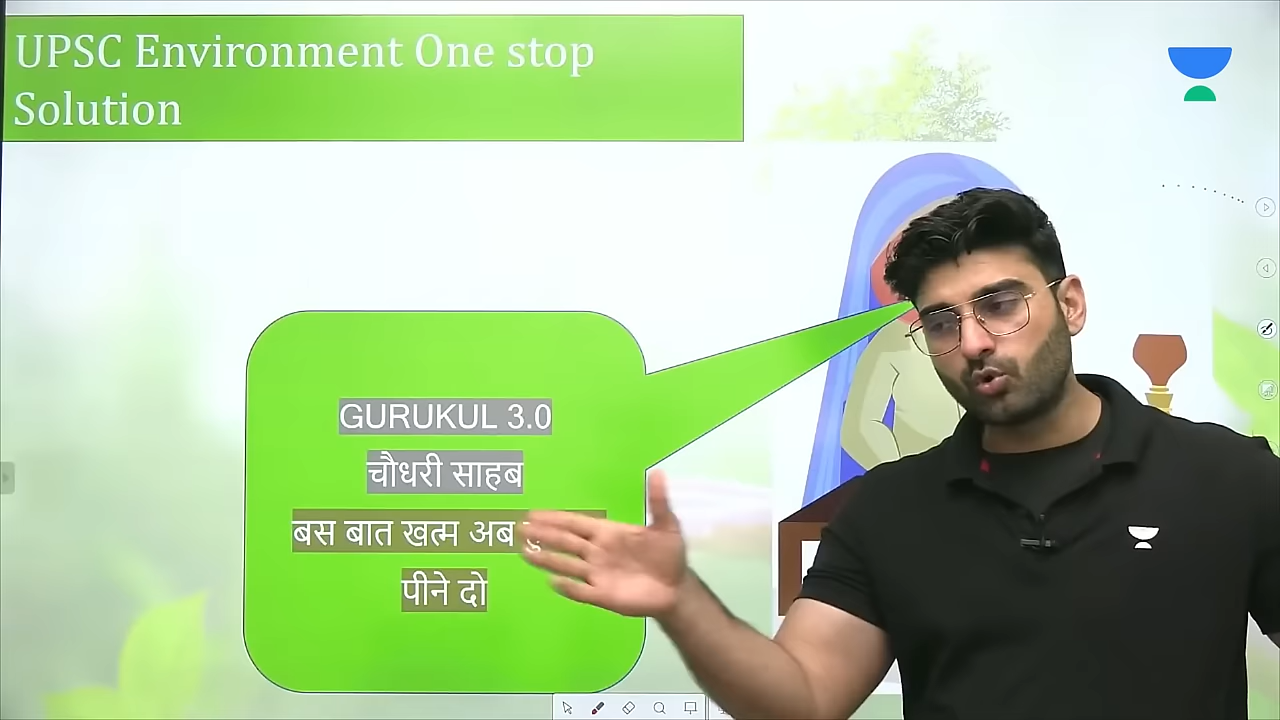 UPSC Environment One stop
Solution
GURUKUL 3.0
चौधरी साहब
बस बात खत्म अब
पीने दो